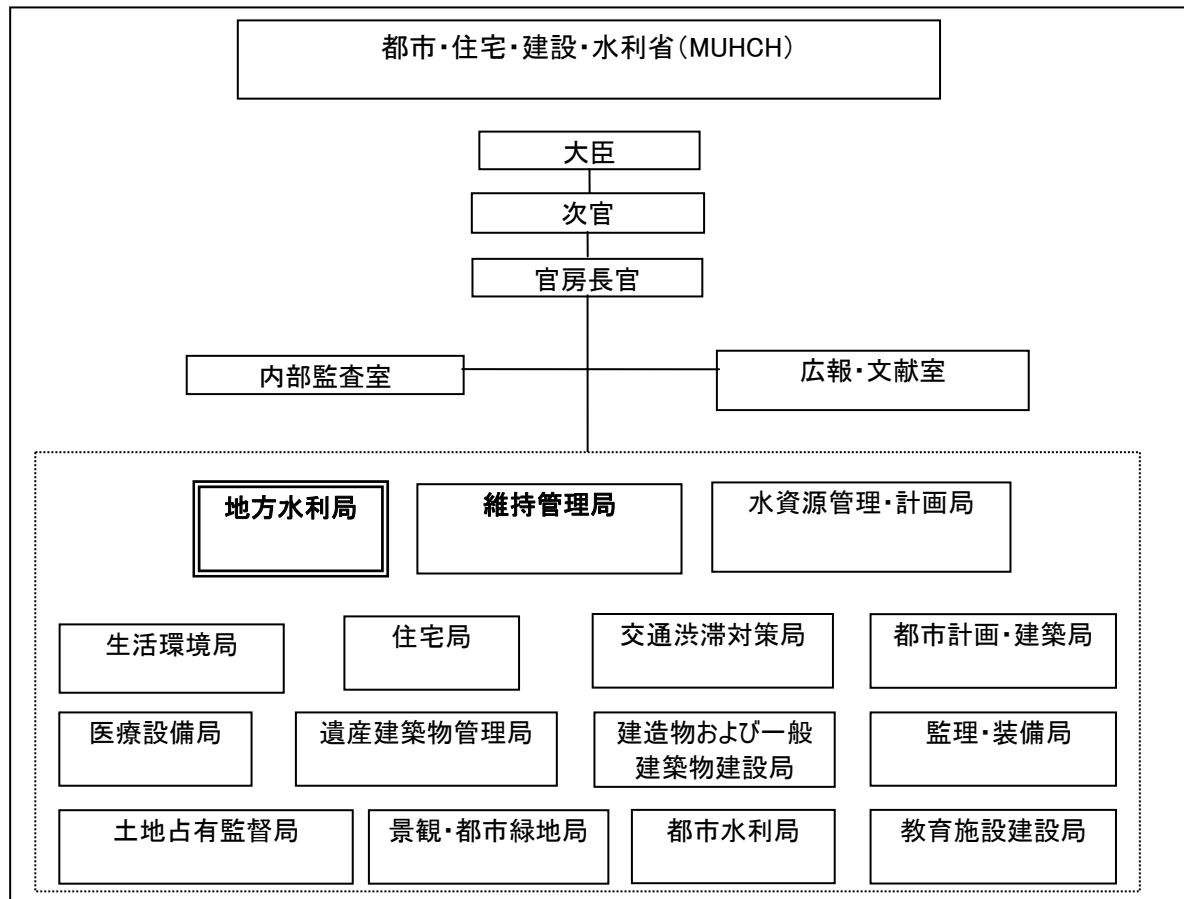 都市・住宅・建設・水利省(MUHCH)
大臣
次官
官房長官
内部監査室
広報・文献室
地方水利局
維持管理局
水資源管理・計画局
生活環境局
住宅局
交通渋滞対策局
都市計画・建築局
医療設備局
遺産建築物管理局
建造物および一般
建築物建設局
監理・装備局
土地占有監督局
景観・都市緑地局
都市水利局
教育施設建設局